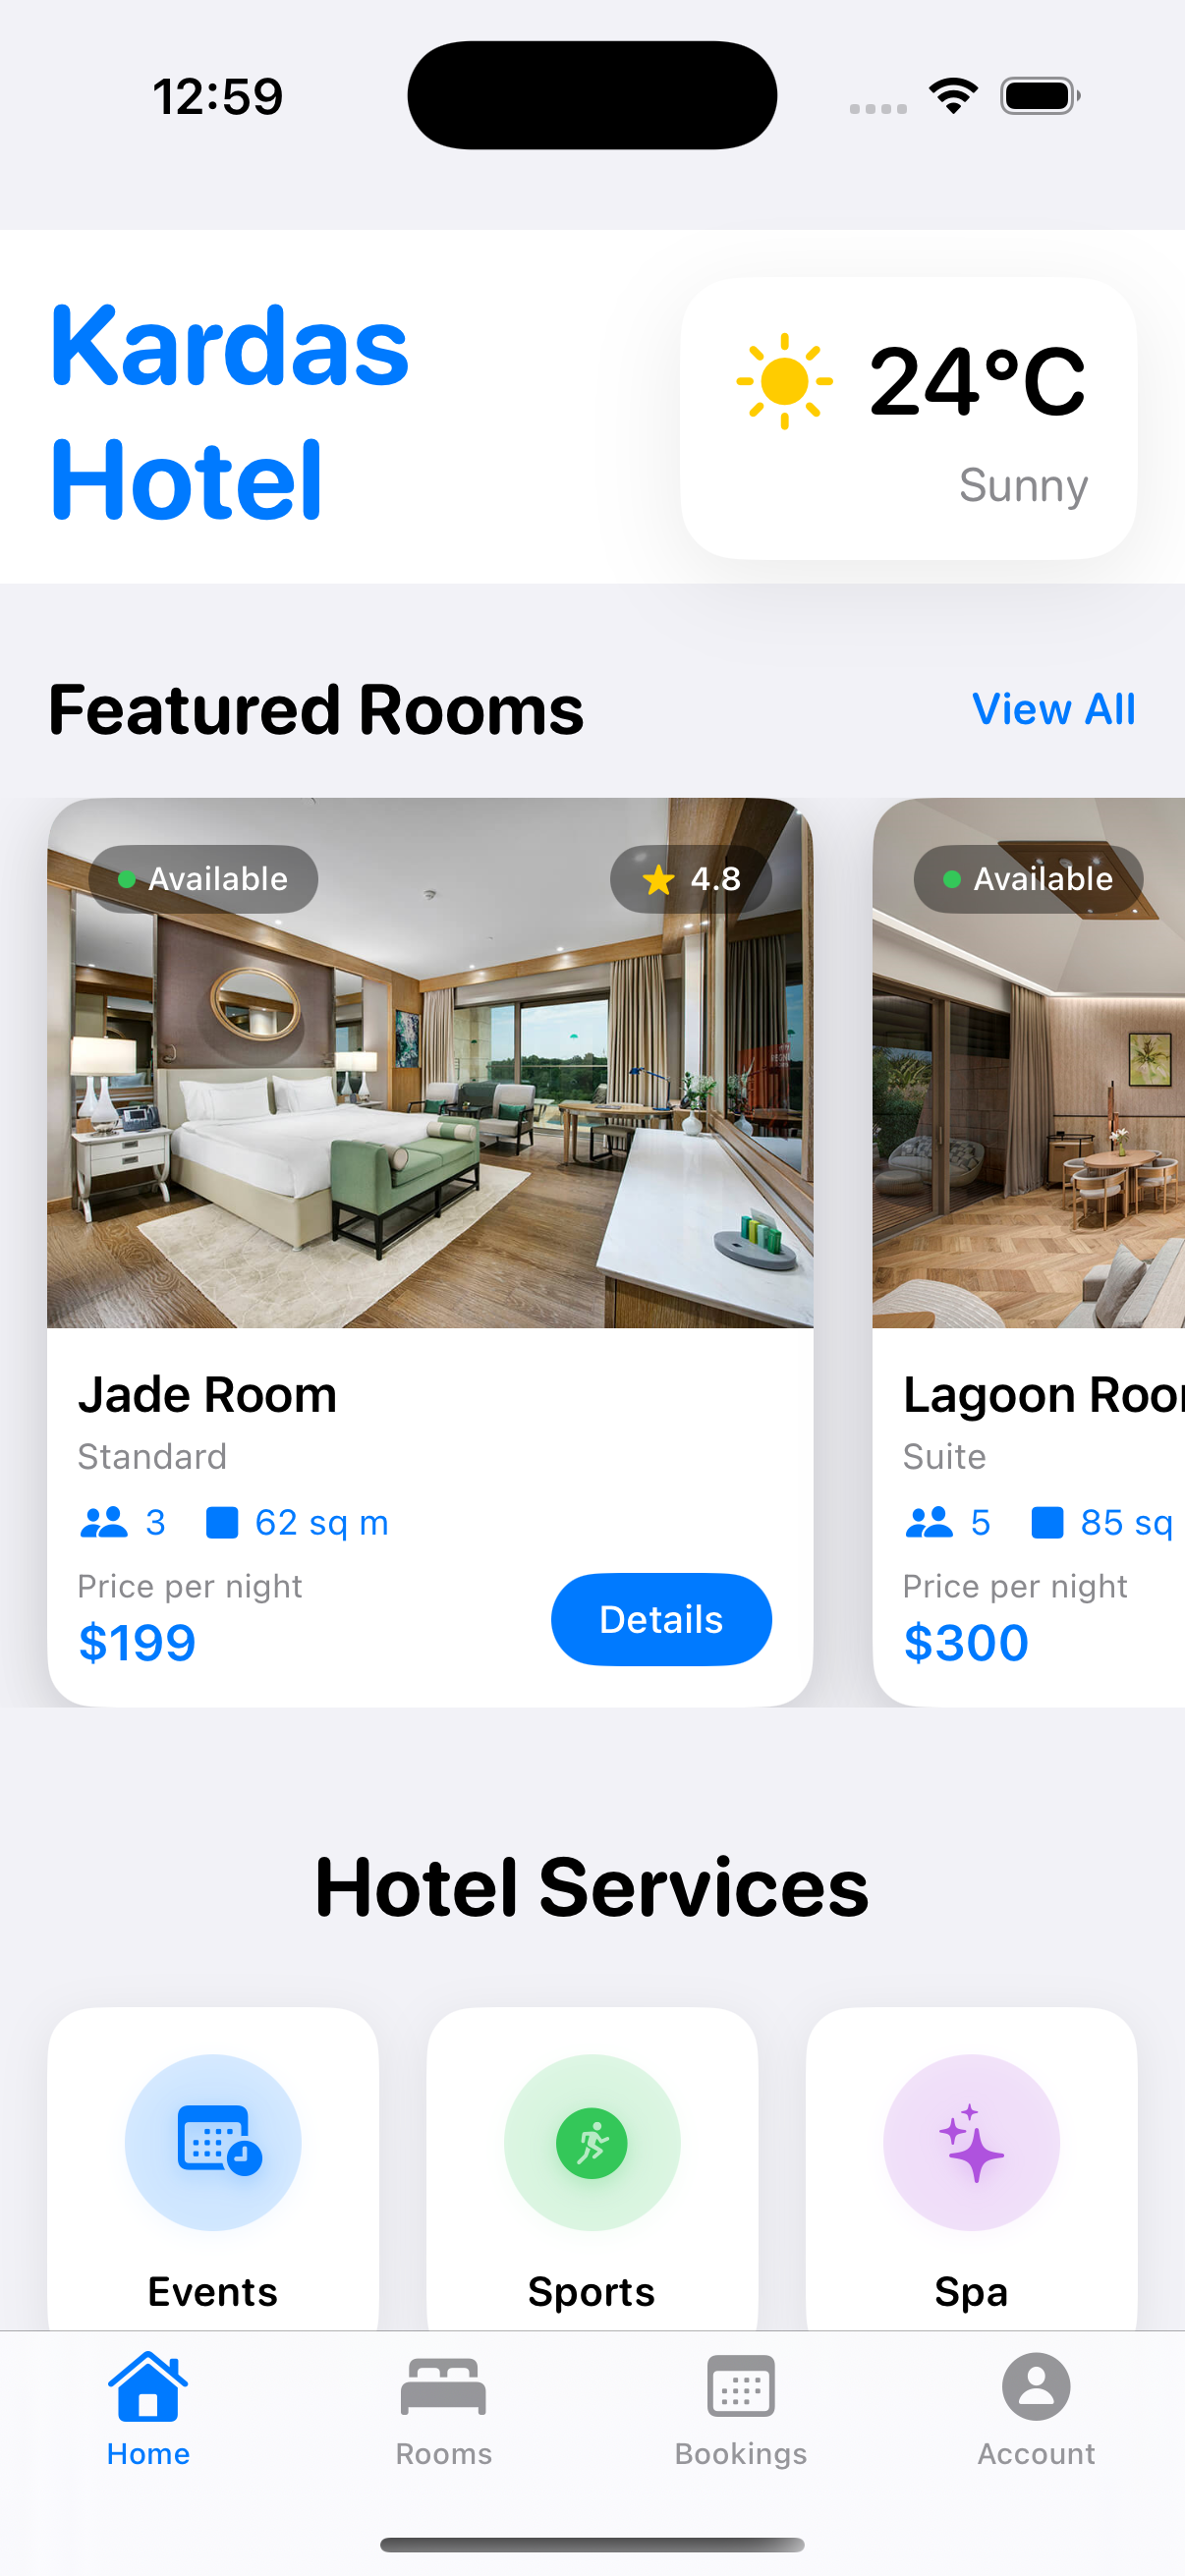 12:59
Kardas
Hotel
24°C
Sunny
Featured Rooms
View All
Available
4.8
Available
Jade Room
Standard
3 62 sq m
Price per night
$199
Details
Lagoon
Suite
5 85 sq
Price per night
$300
Hotel Services
Events
Sports
Spa
Home
Rooms
Bookings
Account